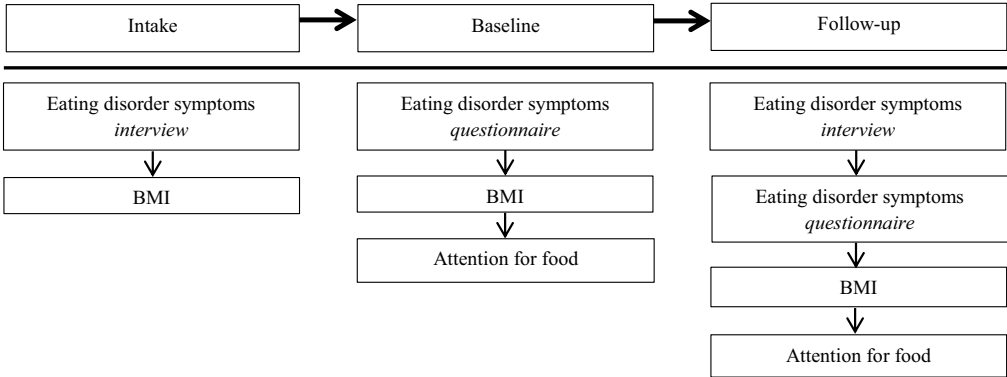 Intake
Baseline
Follow-up
Eating disorder symptoms
interview
BMI
Eating disorder symptoms
questionnaire
BMI
Attention for food
Eating disorder symptoms
interview
Eating disorder symptoms
questionnaire
BMI
Attention for food